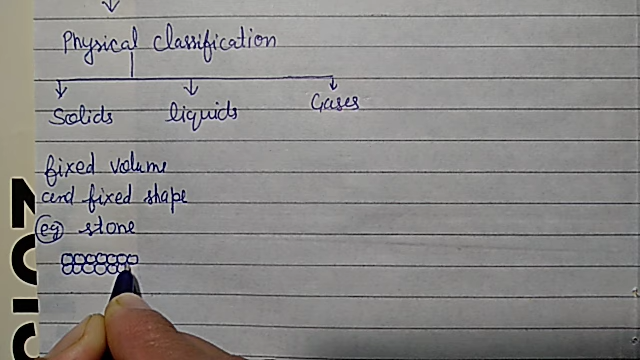 Physical classification
Solids liquids Gases
fixed volume
and fixed shape
eg stone